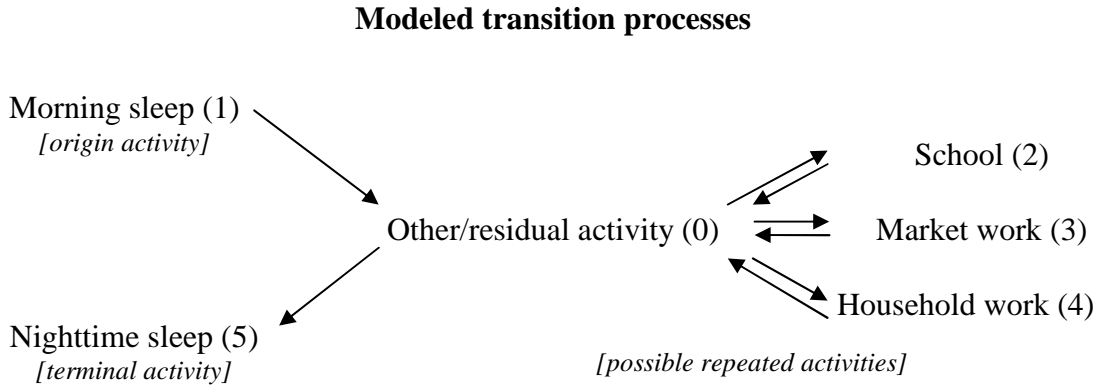 Modeled transition processes
Morning sleep (1)
[origin activity]
School (2)
Other/residual activity (0)
Market work (3)
Household work (4)
Nighttime sleep (5)
[terminal activity]
[possible repeated activities]